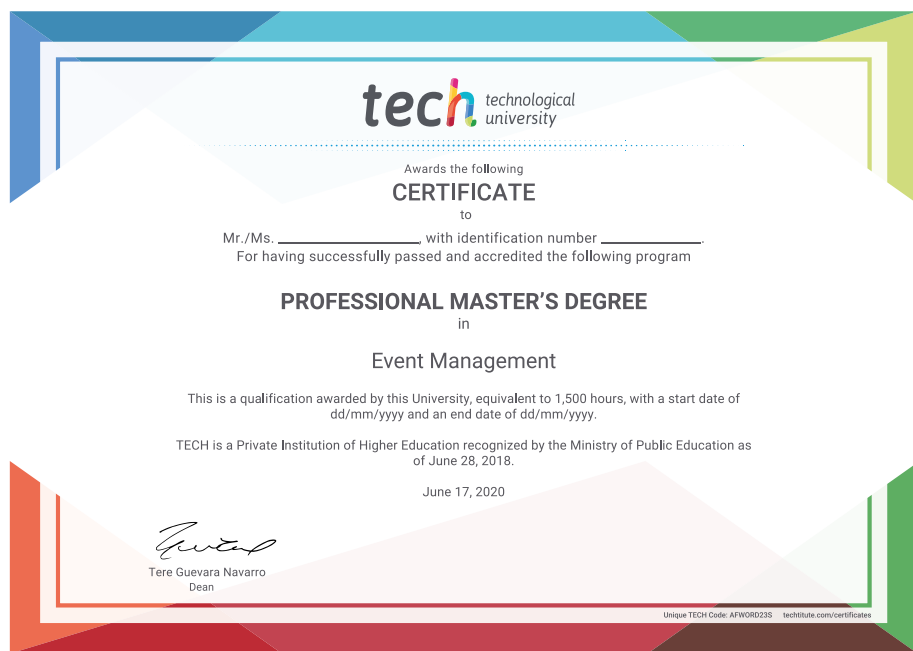 tech technological
university
Awards the following
CERTIFICATE
to
Mr./Ms. ____________________, with identification number ______________.
For having successfully passed and accredited the following program
PROFESSIONAL MASTER'S DEGREE
in
Event Management
This is a qualification awarded by this University, equivalent to 1,500 hours, with a start date of
dd/mm/yyyy and an end date of dd/mm/yyyy.
TECH is a Private Institution of Higher Education recognized by the Ministry of Public Education as
of June 28, 2018.
June 17, 2020
Tere Guevara Navarro
Dean
Unique TECH Code: AFWORD23S techtitute.com/certificates